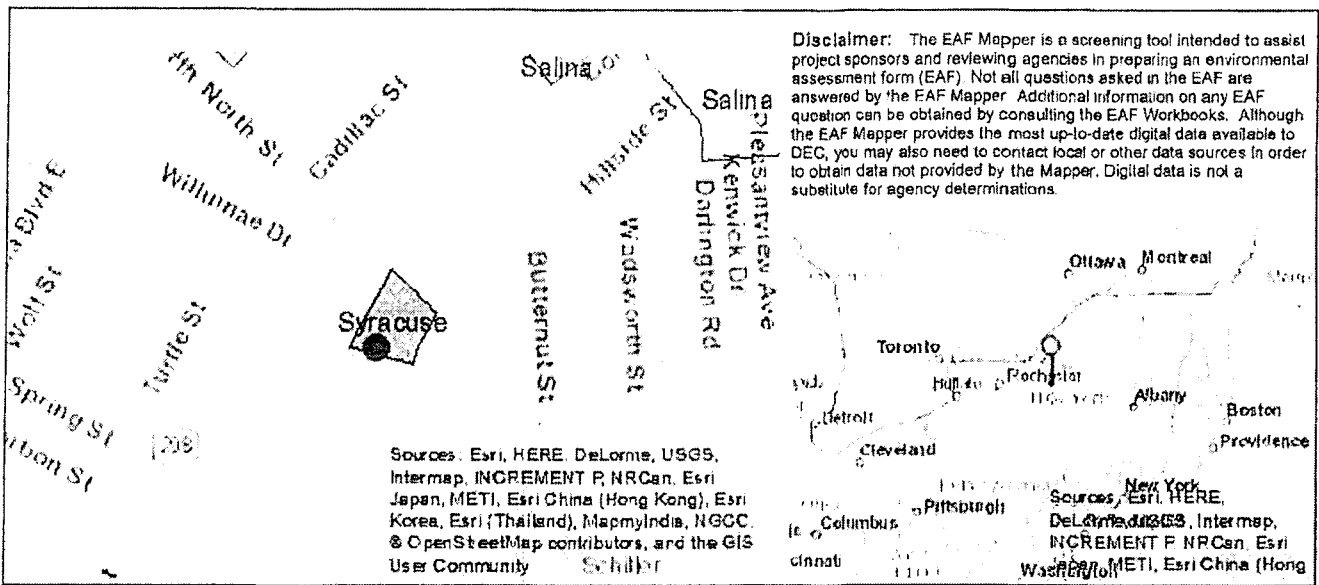 Disclaimer: The EAF Mapper is a screening tool intended to assist
project sponsors and reviewing agencies in preparing an environmental
assessment form (EAF). Not all questions asked in the EAF are
answered by the EAF Mapper. Additional information on any EAF
question can be obtained by consulting the EAF Workbooks. Although
the EAF Mapper provides the most up-to-date digital data available to
DEC, you may also need to contact local or other data sources in order
to obtain data not provided by the Mapper. Digital data is not a
substitute for agency determinations.
North St
Cadillac St
Salina
Salina
Hillside St
Pleasantview Ave
Kenwick Dr
Darlington Rd
Wadsworth St
Butternut St
Willumae Dr
Blvd E
Wolf St
Turtle St
Spring St
Syracuse
Sources: Esri, HERE, DeLorme, USGS,
Intermap, INCREMENT P, NRCan, Esri
Japan, METI, Esri China (Hong Kong), Esri
Korea, Esri (Thailand), MapmyIndia, NGCC,
© OpenStreetMap contributors, and the GIS
User Community
Schiller
Ottawa
Montreal
Toronto
Rochester
Albany
Boston
Providence
Detroit
Cleveland
New York
Pittsburgh
Columbus
cinnati
Washington
Sources: Esri, HERE,
DeLorme, USGS, Intermap,
INCREMENT P, NRCan, Esri
Japan, METI, Esri China (Hong